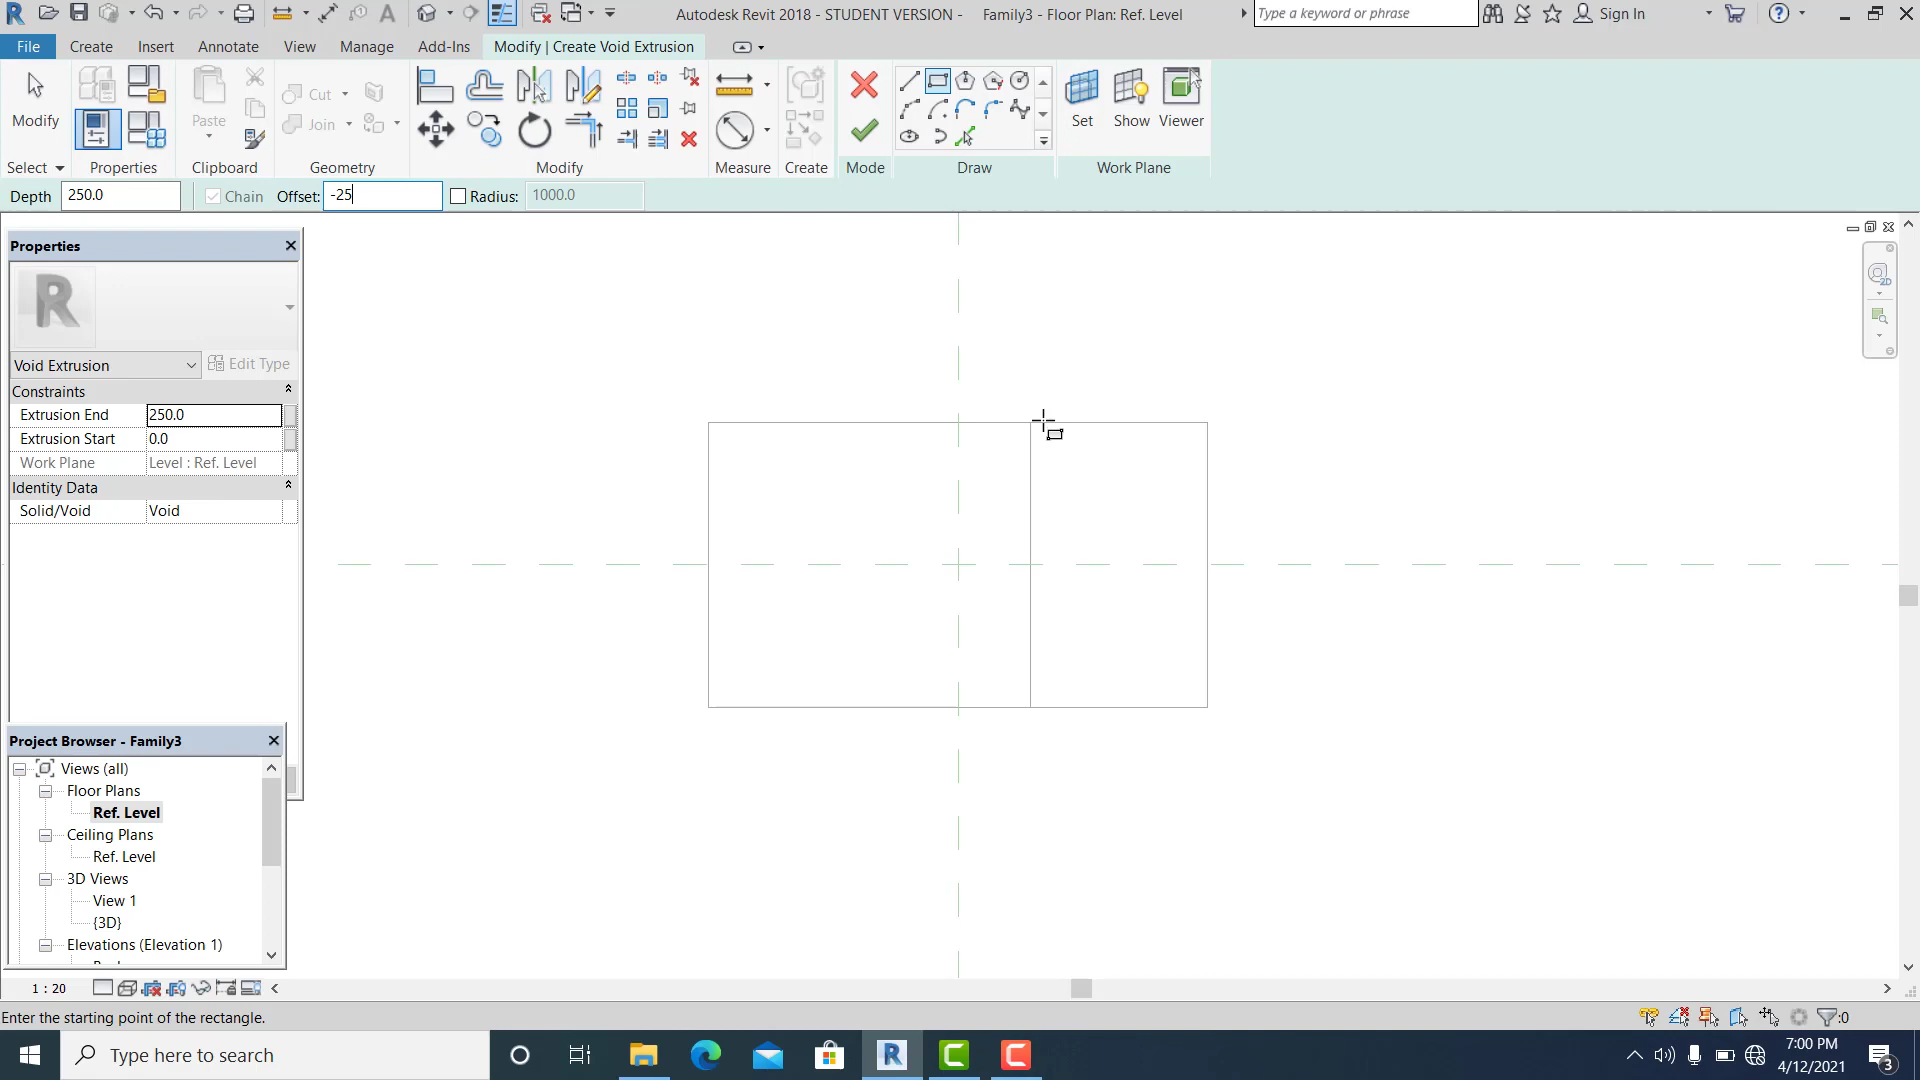 Autodesk Revit 2018 - STUDENT VERSION -    Family3 - Floor Plan: Ref. Level
Type a keyword or phrase
Sign In
File
Create
Insert
Annotate
View
Manage
Add-Ins
Modify | Create Void Extrusion
Modify
Paste
Cut
Join
Set
Show
Viewer
Select
Properties
Clipboard
Geometry
Modify
Measure
Create
Mode
Draw
Work Plane
Depth 250.0
Chain
Offset: -25
Radius: 1000.0
Properties
Void Extrusion
Edit Type
Constraints
Extrusion End 250.0
Extrusion Start 0.0
Work Plane Level : Ref. Level
Identity Data
Solid/Void Void
Project Browser - Family3
Views (all)
Floor Plans
Ref. Level
Ceiling Plans
Ref. Level
3D Views
View 1
{3D}
Elevations (Elevation 1)
1 : 20
Enter the starting point of the rectangle.
:0
Type here to search
7:00 PM
4/12/2021
3
2D